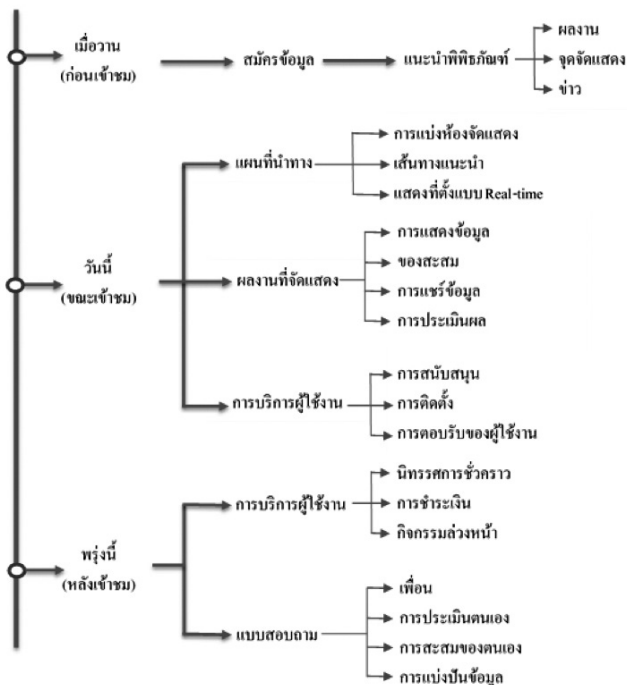 เมื่อวาน
(ก่อนเข้าชม)
สมัครข้อมูล
แนะนำพิพิธภัณฑ์
ผลงาน
จุดจัดแสดง
ข่าว
วันนี้
(ขณะเข้าชม)
แผนที่นำทาง
การแบ่งห้องจัดแสดง
เส้นทางแนะนำ
แสดงที่ตั้งแบบ Real-time
ผลงานที่จัดแสดง
การแสดงข้อมูล
ของสะสม
การแชร์ข้อมูล
การประเมินผล
การบริการผู้ใช้งาน
การสนับสนุน
การติดตั้ง
การตอบรับของผู้ใช้งาน
พรุ่งนี้
(หลังเข้าชม)
การบริการผู้ใช้งาน
นิทรรศการชั่วคราว
การชำระเงิน
กิจกรรมล่วงหน้า
แบบสอบถาม
เพื่อน
การประเมินตนเอง
การสะสมของตนเอง
การแบ่งปันข้อมูล